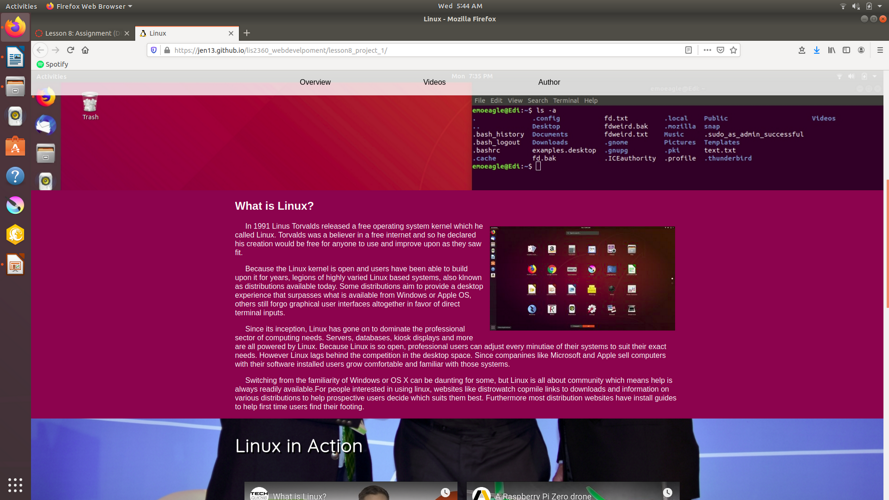 Activities
Firefox Web Browser
Wed 5:44 AM
Linux - Mozilla Firefox
Lesson 8: Assignment (D
Linux
https://jen13.github.io/lis2360_webdevelpoment/lesson8_project_1/
Spotify
Activities
Mon 7:05 PM
Overview
Videos
Author
Trash
File Edit View Search Terminal Help
emoeagle@Edi:~$ ls -a
. .config fd.txt .local Public Videos
.. Desktop fdweird.bak .mozilla snap
.bash_history Documents fdweird.txt Music .sudo_as_admin_successful
.bash_logout Downloads .gnome Pictures Templates
.bashrc examples.desktop .gnupg .pki text.txt
.cache fd.bak .ICEauthority .profile .thunderbird
emoeagle@Edi:~$
What is Linux?
In 1991 Linus Torvalds released a free operating system kernel which he
called Linux. Torvalds was a believer in a free internet and so he declared
his creation would be free for anyone to use and improve upon as they saw
fit.
Because the Linux kernel is open and users have been able to build
upon it for years, legions of highly varied Linux based systems, also klnown
as distributions available today. Some distributions aim to provide a desktop
experience that surpasses what is available from Windows or Apple OS,
others still forgo graphical user interfaces altogether in favor of direct
terminal inputs.
Since its inception, Linux has gone on to dominate the professional
sector of computing needs. Servers, databases, kiosk displays and more
are all powered by Linux. Because Linux is so open, professional users can adjust every minutiae of their systems to suit their exact
needs. However Linux lags behind the competition in the desktop space. Since companines like Microsoft and Apple sell computers
with their software installed users grow comfortable and familiar with those systems.
Switching from the familiarity of Windows or OS X can be daunting for some, but Linux is all about community which means help is
always readily available.For people interested in using linux, websites like distrowatch copmile links to downloads and information on
various distributions to help prospective users decide which suits them best. Furthermore most distribution websites have install guides
to help first time users find their footing.
Linux in Action
What is Linux?
A Raspberry Pi Zero drone